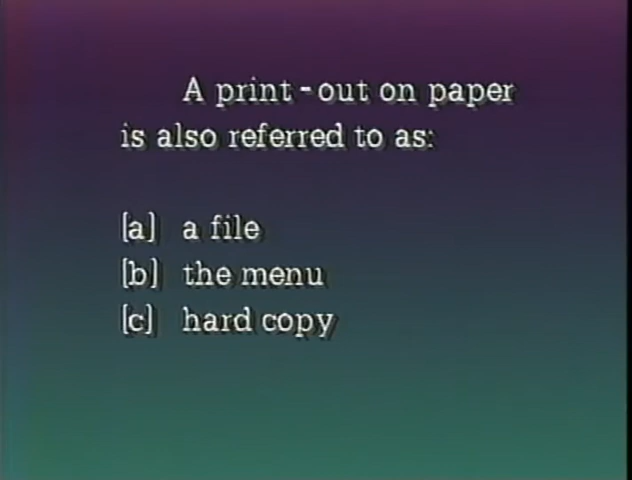 A print-out on paper
is also referred to as:
[a] a file
[b] the menu
[c] hard copy